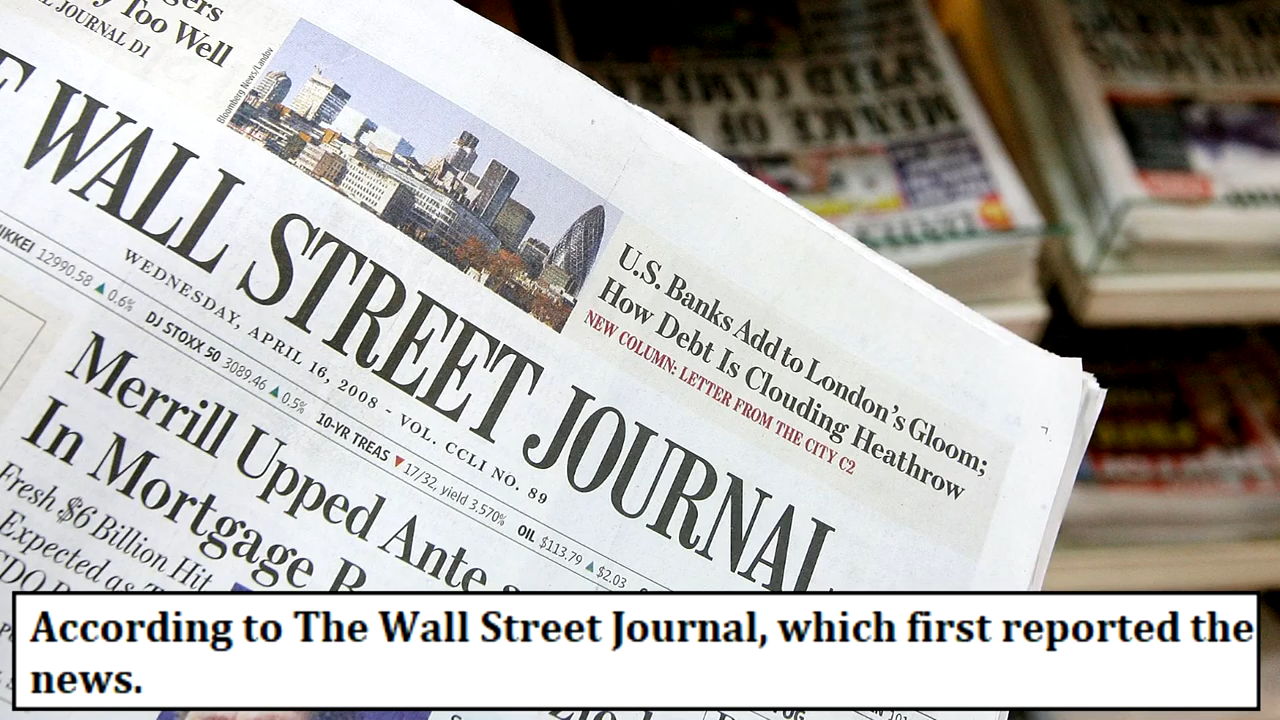 gers
y Too Well
L JOURNAL D1
Bloomberg News/Landov
WALL STREET JOURNAL.
U.S. Banks Add to London's Gloom;
How Debt Is Clouding Heathrow
NEW COLUMN: LETTER FROM THE CITY C2
WEDNESDAY, APRIL 16, 2008 - VOL. CCLI NO. 89
NIKKEI 12990.58 ▲ 0.6% DJ STOXX 50 3089.46 ▲ 0.5% 10-YR TREAS ▼ 17/32, yield 3.570% OIL $113.79 ▲ $2.03
Merrill Upped Ante
In Mortgage B
Fresh $6 Billion Hit
Expected as
CDO
According to The Wall Street Journal, which first reported the
news.